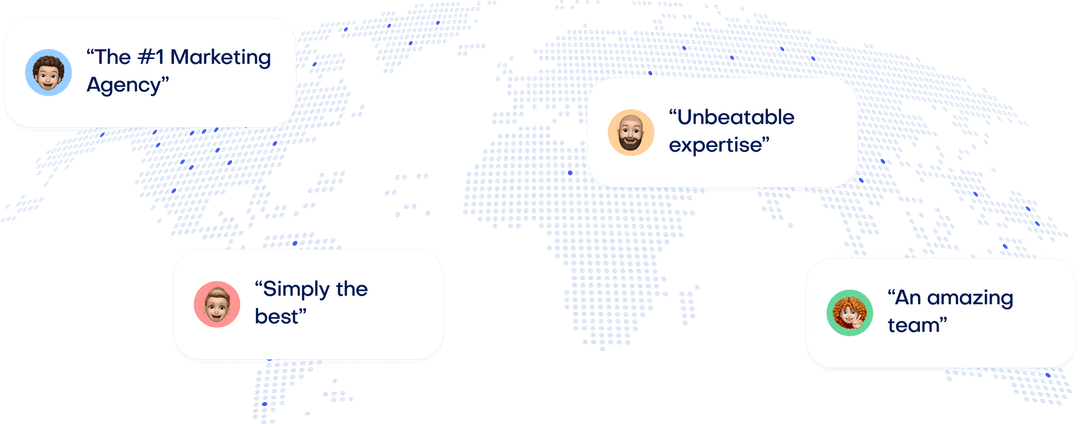 “The #1 Marketing
Agency”
“Unbeatable
expertise”
“Simply the
best”
“An amazing
team”